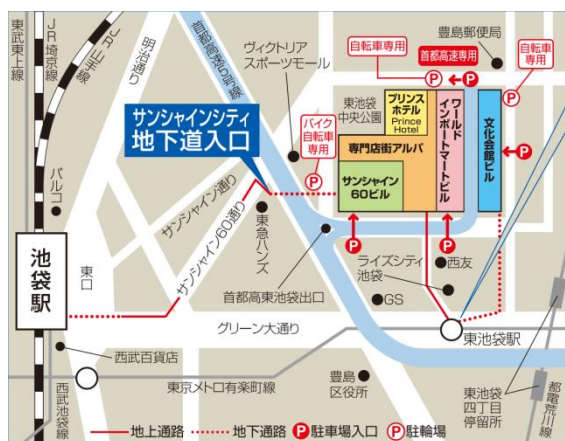 東武東上線
JR埼京線
JR山手線
明治通り
首都高速5号線
ヴィクトリア
スポーツモール
豊島郵便局
自転車専用
首都高速専用
自転車
専用
P
P
サンシャインシティ
地下道入口
東池袋
中央公園
バイク
自転車
専用
P
プリンス
ホテル
Prince
Hotel
専門店街アルパ
サンシャイン
60ビル
ワールド
インポートマートビル
文化会館ビル
P
P
P
パルコ
サンシャイン通り
サンシャイン60通り
東急ハンズ
池袋駅
東口
首都高東池袋出口
ライズシティ
池袋
西友
GS
グリーン大通り
東池袋駅
西武百貨店
西武池袋線
東京メトロ有楽町線
豊島
区役所
東池袋
四丁目
停留所
都電荒川線
地上通路
地下通路
P駐車場入口
P駐輪場